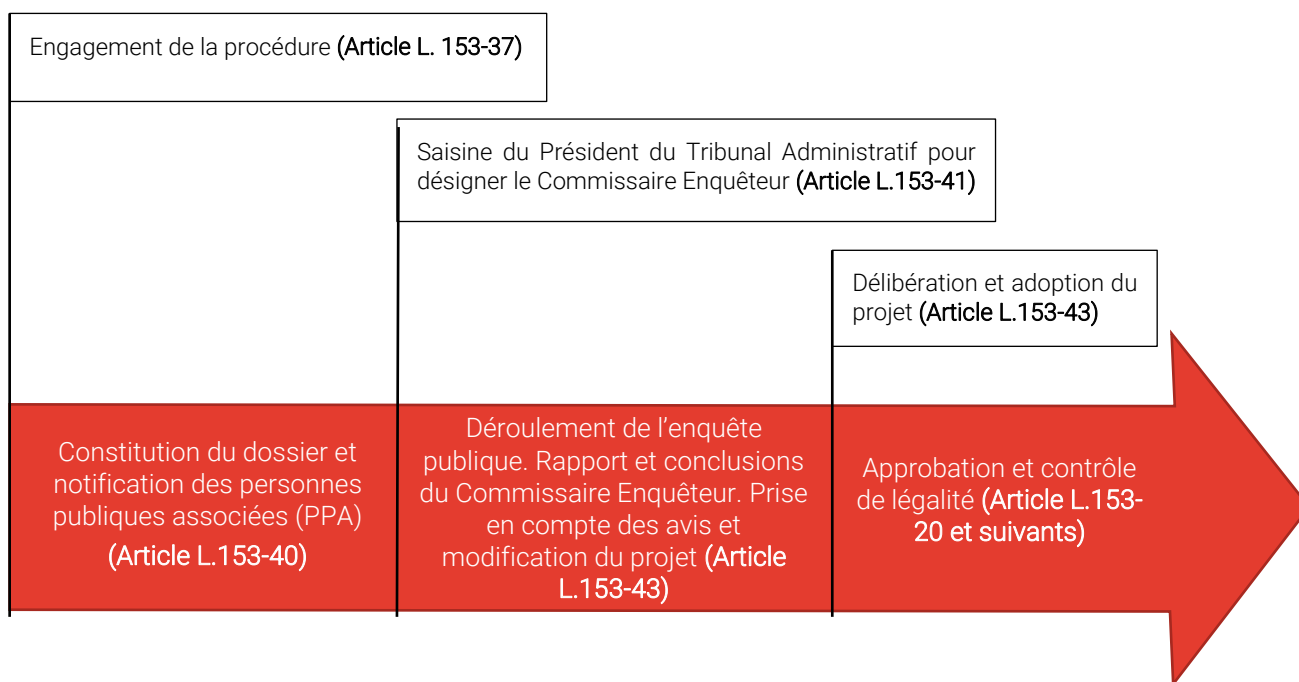 Engagement de la procédure (Article L. 153-37)
Saisine du Président du Tribunal Administratif pour
désigner le Commissaire Enquêteur (Article L.153-41)
Délibération et adoption du
projet (Article L.153-43)
Constitution du dossier et
notification des personnes
publiques associées (PPA)
(Article L.153-40)
Déroulement de l’enquête
publique. Rapport et conclusions
du Commissaire Enquêteur. Prise
en compte des avis et
modification du projet (Article
L.153-43)
Approbation et contrôle
de légalité (Article L.153-
20 et suivants)